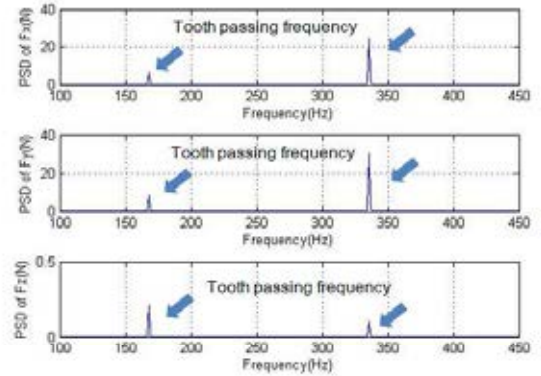 40
20
0
PSD of Fx(N)
Tooth passing frequency
100 150 200 250 300 350 400 450
Frequency(Hz)
40
20
0
PSD of Fy(N)
Tooth passing frequency
100 150 200 250 300 350 400 450
Frequency(Hz)
0.5
0
PSD of Fz(N)
Tooth passing frequency
100 150 200 250 300 350 400 450
Frequency(Hz)